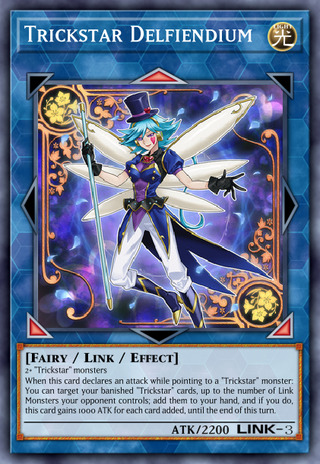 Trickstar Delfiendium
LIGHT
光
[Fairy / Link / Effect]
2+ "Trickstar" monsters
When this card declares an attack while pointing to a "Trickstar" monster:
You can target your banished "Trickstar" cards, up to the number of Link
Monsters your opponent controls; add them to your hand, and if you do,
this card gains 1000 ATK for each card added, until the end of this turn.
ATK/2200 LINK-3